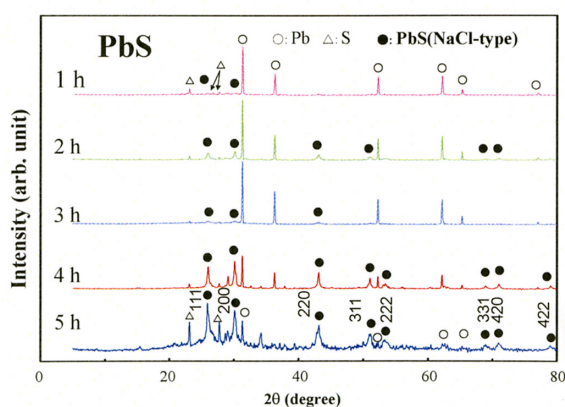 PbS
○:Pb △:S ●:PbS(NaCl-type)
1 h
2 h
3 h
4 h
5 h
111
200
220
311
222
331
420
422
Intensity (arb. unit)
0 20 40 60 80
2θ (degree)